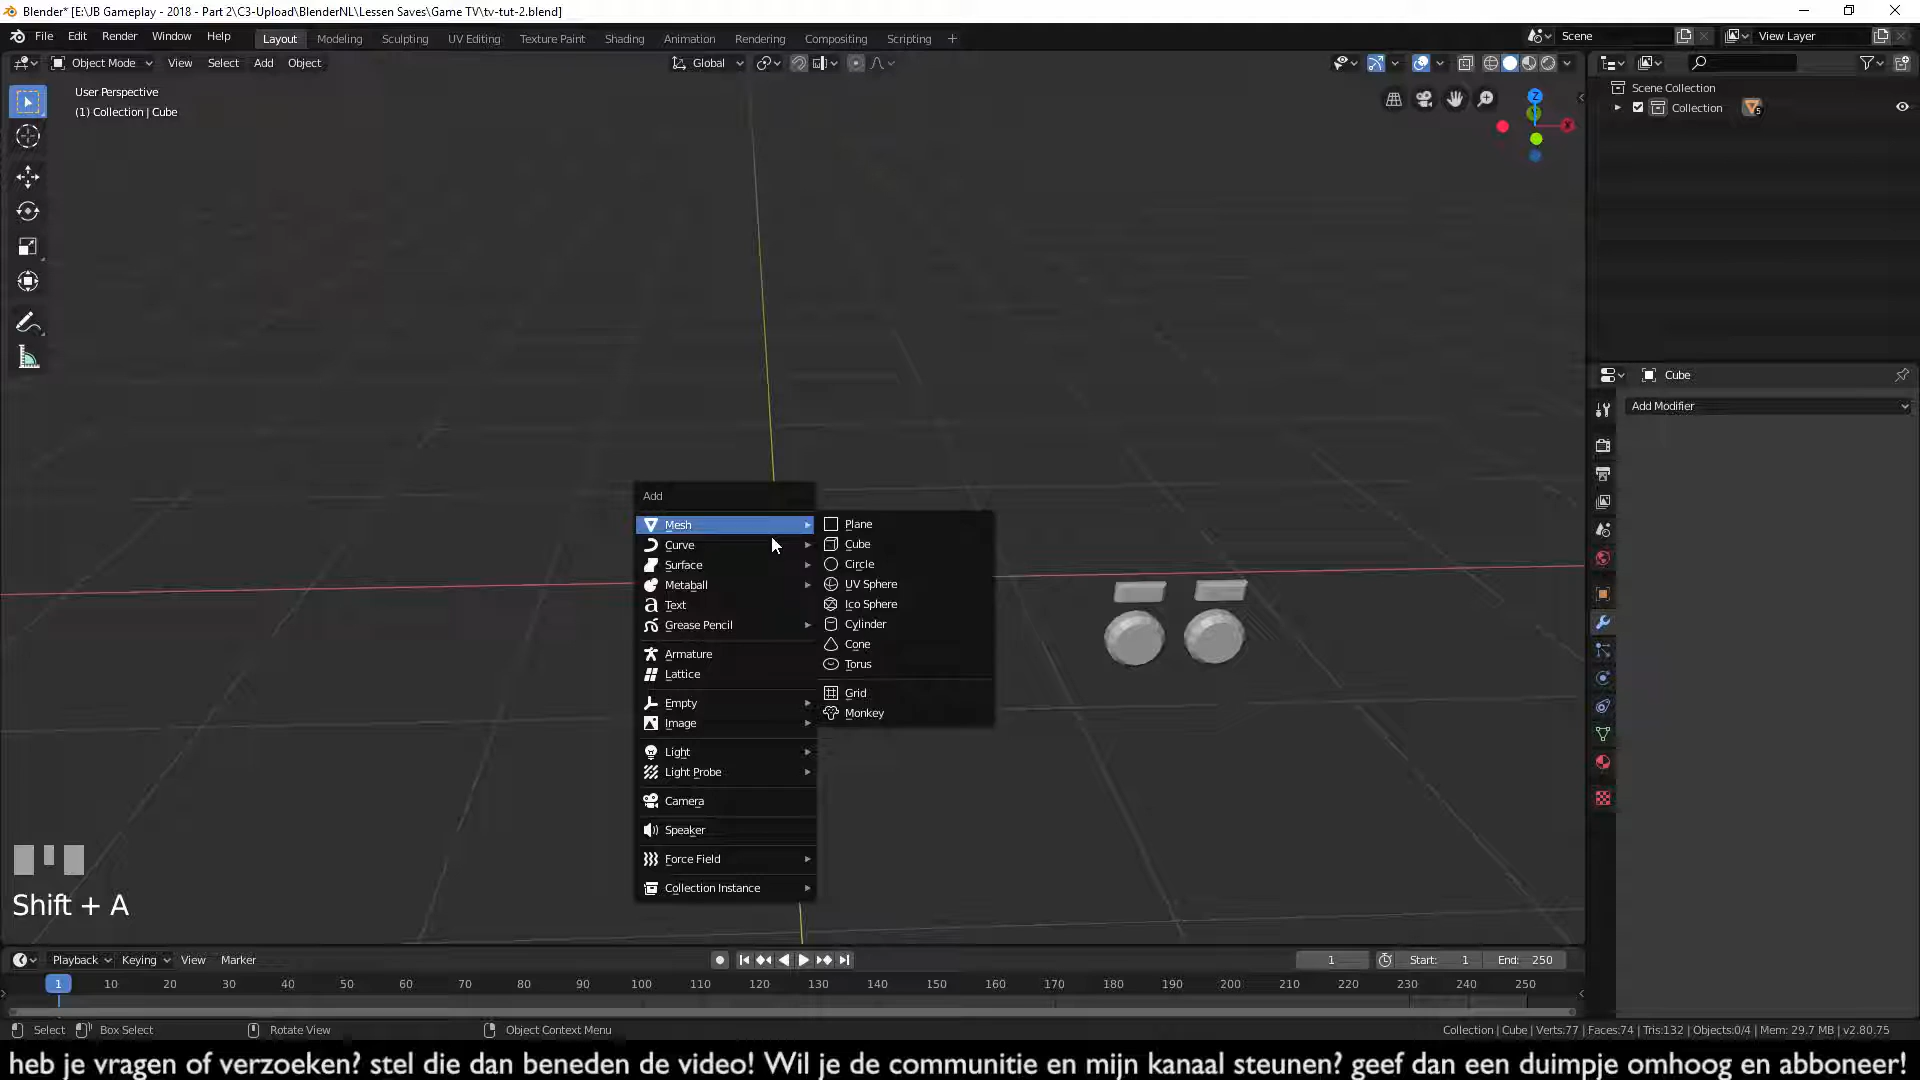 Blender* [E:\JB Gameplay - 2018 - Part 2\C3-Upload\BlenderNL\Lessen Saves\Game TV\tv-tut-2.blend]
File Edit Render Window Help Layout Modeling Sculpting UV Editing Texture Paint Shading Animation Rendering Compositing Scripting + Scene View Layer
Object Mode View Select Add Object Global
User Perspective
(1) Collection | Cube
Scene Collection
Collection 5
Z
X
Cube
Add Modifier
Add
Mesh
Curve
Surface
Metaball
Text
Grease Pencil
Armature
Lattice
Empty
Image
Light
Light Probe
Camera
Speaker
Force Field
Collection Instance
Plane
Cube
Circle
UV Sphere
Ico Sphere
Cylinder
Cone
Torus
Grid
Monkey
Shift + A
Playback Keying View Marker 1 Start: 1 End: 250
1 10 20 30 40 50 60 70 80 90 100 110 120 130 140 150 160 170 180 190 200 210 220 230 240 250
Select Box Select Rotate View Object Context Menu Collection | Cube | Verts:77 | Faces:74 | Tris:132 | Objects:0/4 | Mem: 29.7 MB | v2.80.75
heb je vragen of verzoeken? stel die dan beneden de video! Wil je de communitie en mijn kanaal steunen? geef dan een duimpje omhoog en abboneer!